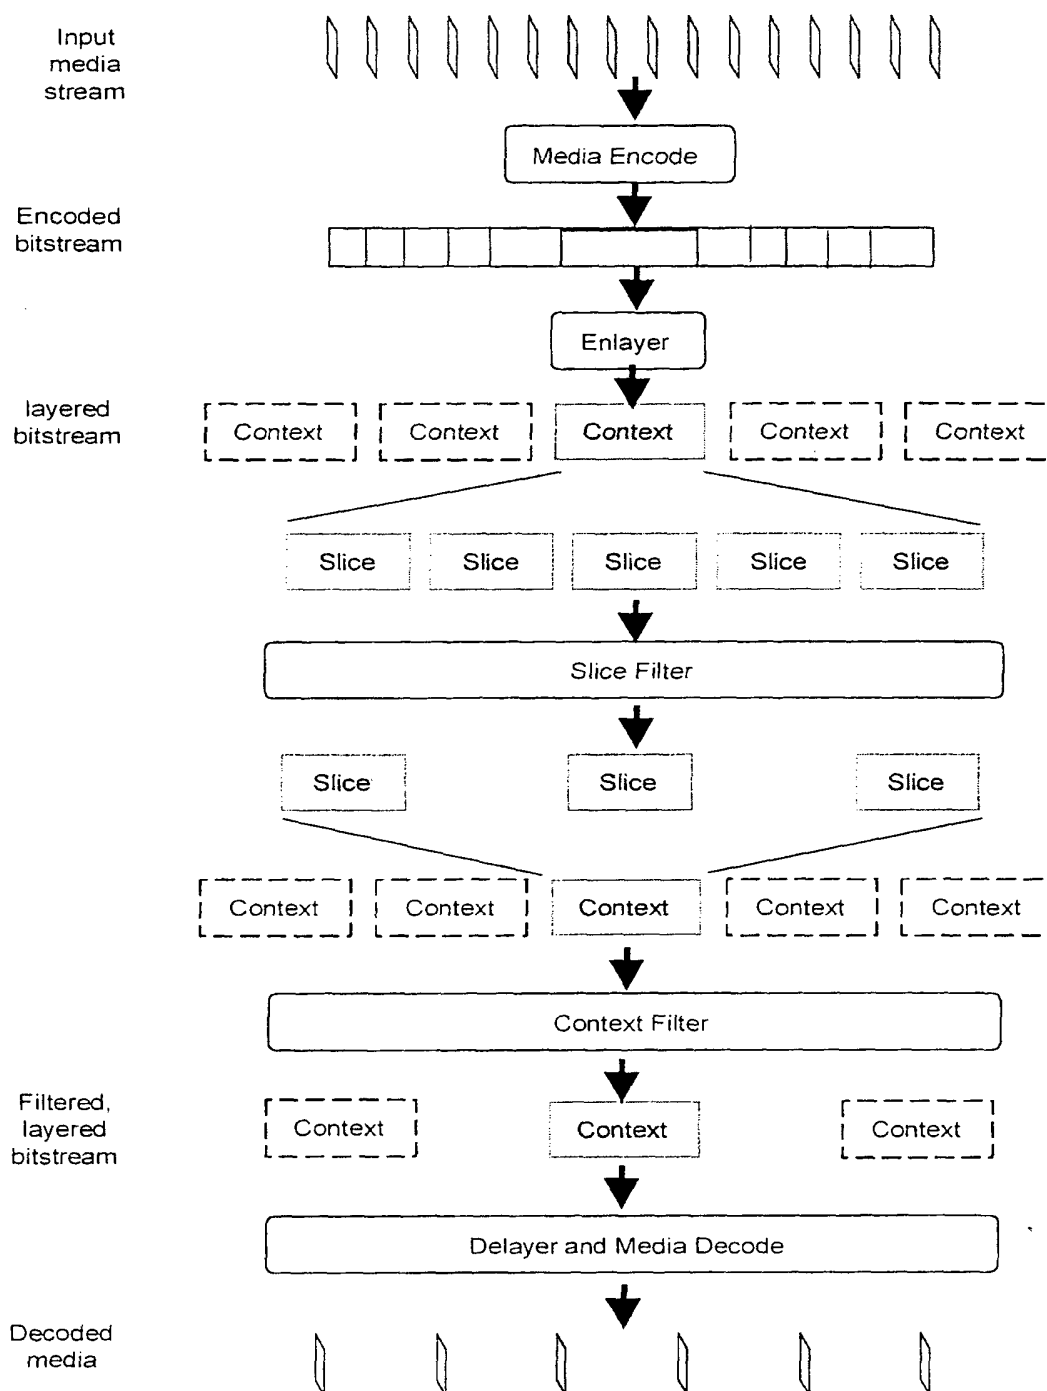 Input
media
stream
Media Encode
Encoded
bitstream
Enlayer
layered
bitstream
Context Context Context Context Context
Slice Slice Slice Slice Slice
Slice Filter
Slice Slice Slice
Context Context Context Context Context
Context Filter
Filtered,
layered
bitstream
Context Context Context
Delayer and Media Decode
Decoded
media